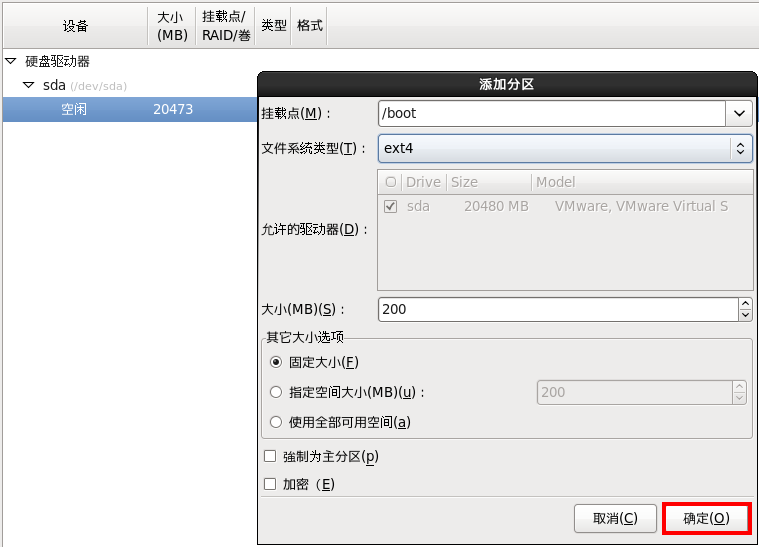 设备 大小(MB) 挂载点/RAID/卷 类型 格式
硬盘驱动器
sda (/dev/sda)
空闲 20473
添加分区
挂载点(M)： /boot
文件系统类型(T)： ext4
Drive Size Model
允许的驱动器(D)： sda 20480 MB VMware, VMware Virtual S
大小(MB)(S)： 200
其它大小选项
固定大小(F)
指定空间大小(MB)(u)： 200
使用全部可用空间(a)
強制为主分区(p)
加密（E)
取消(C) 确定(O)